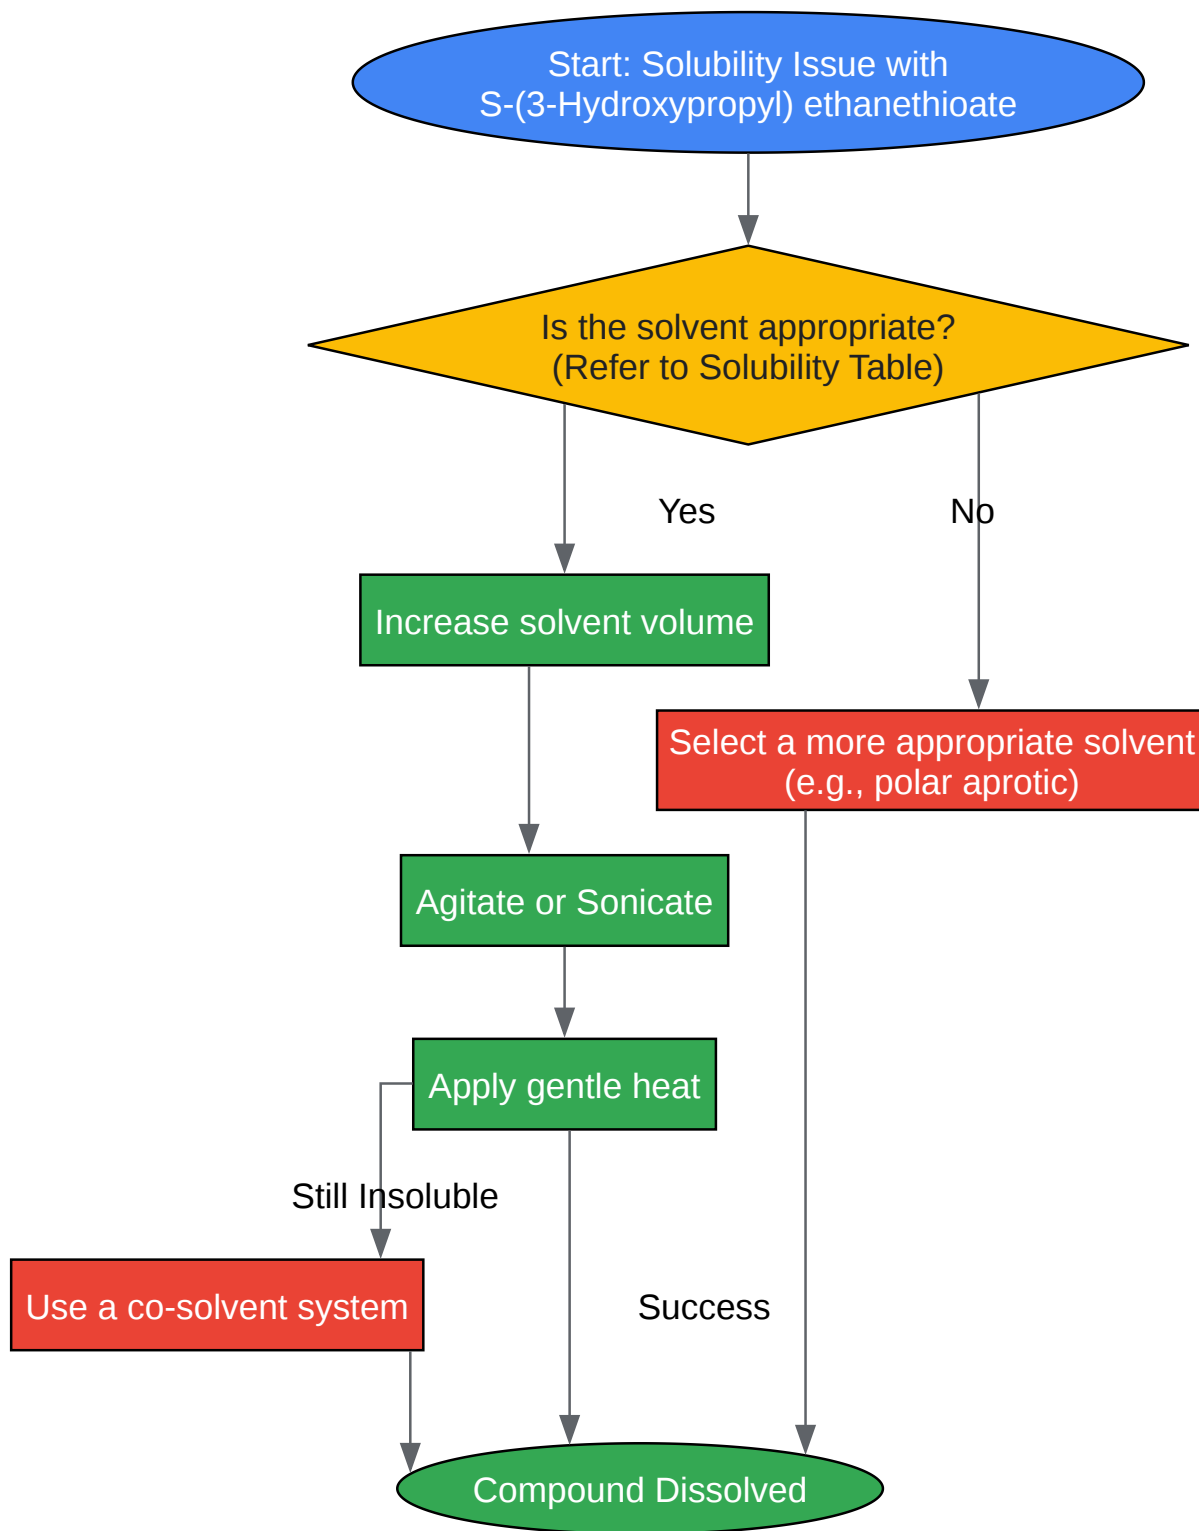 Start: Solubility Issue with
S-(3-Hydroxypropyl) ethanethioate
Is the solvent appropriate?
(Refer to Solubility Table)
Yes
No
Increase solvent volume
Select a more appropriate solvent
(e.g., polar aprotic)
Agitate or Sonicate
Apply gentle heat
Still Insoluble
Use a co-solvent system
Success
Compound Dissolved